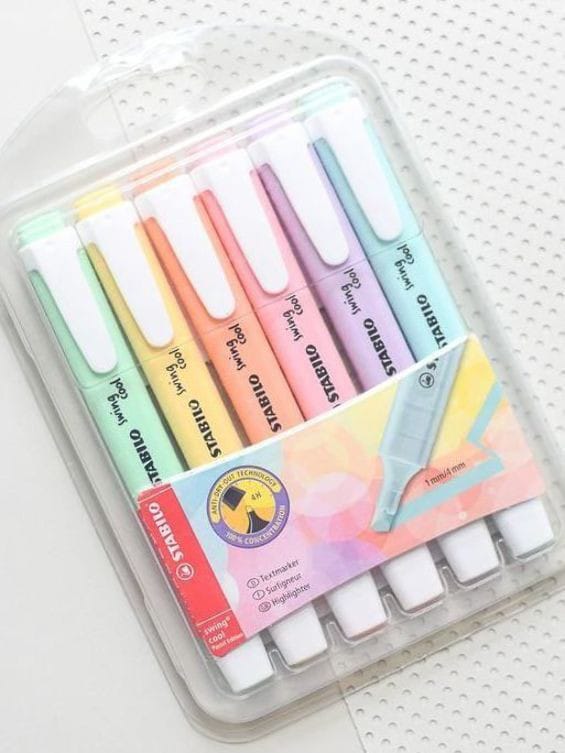 swing cool
STABILO
swing cool
STABILO
swing cool
STABILO
swing cool
STABILO
swing cool
STABILO
swing cool
STABILO
STABILO
swing® cool
Pastel Edition
ANTI-DRY-OUT TECHNOLOGY
4H
100% CONCENTRATION
1 mm/4 mm
D Textmarker
F Surligneur
GB Highlighter